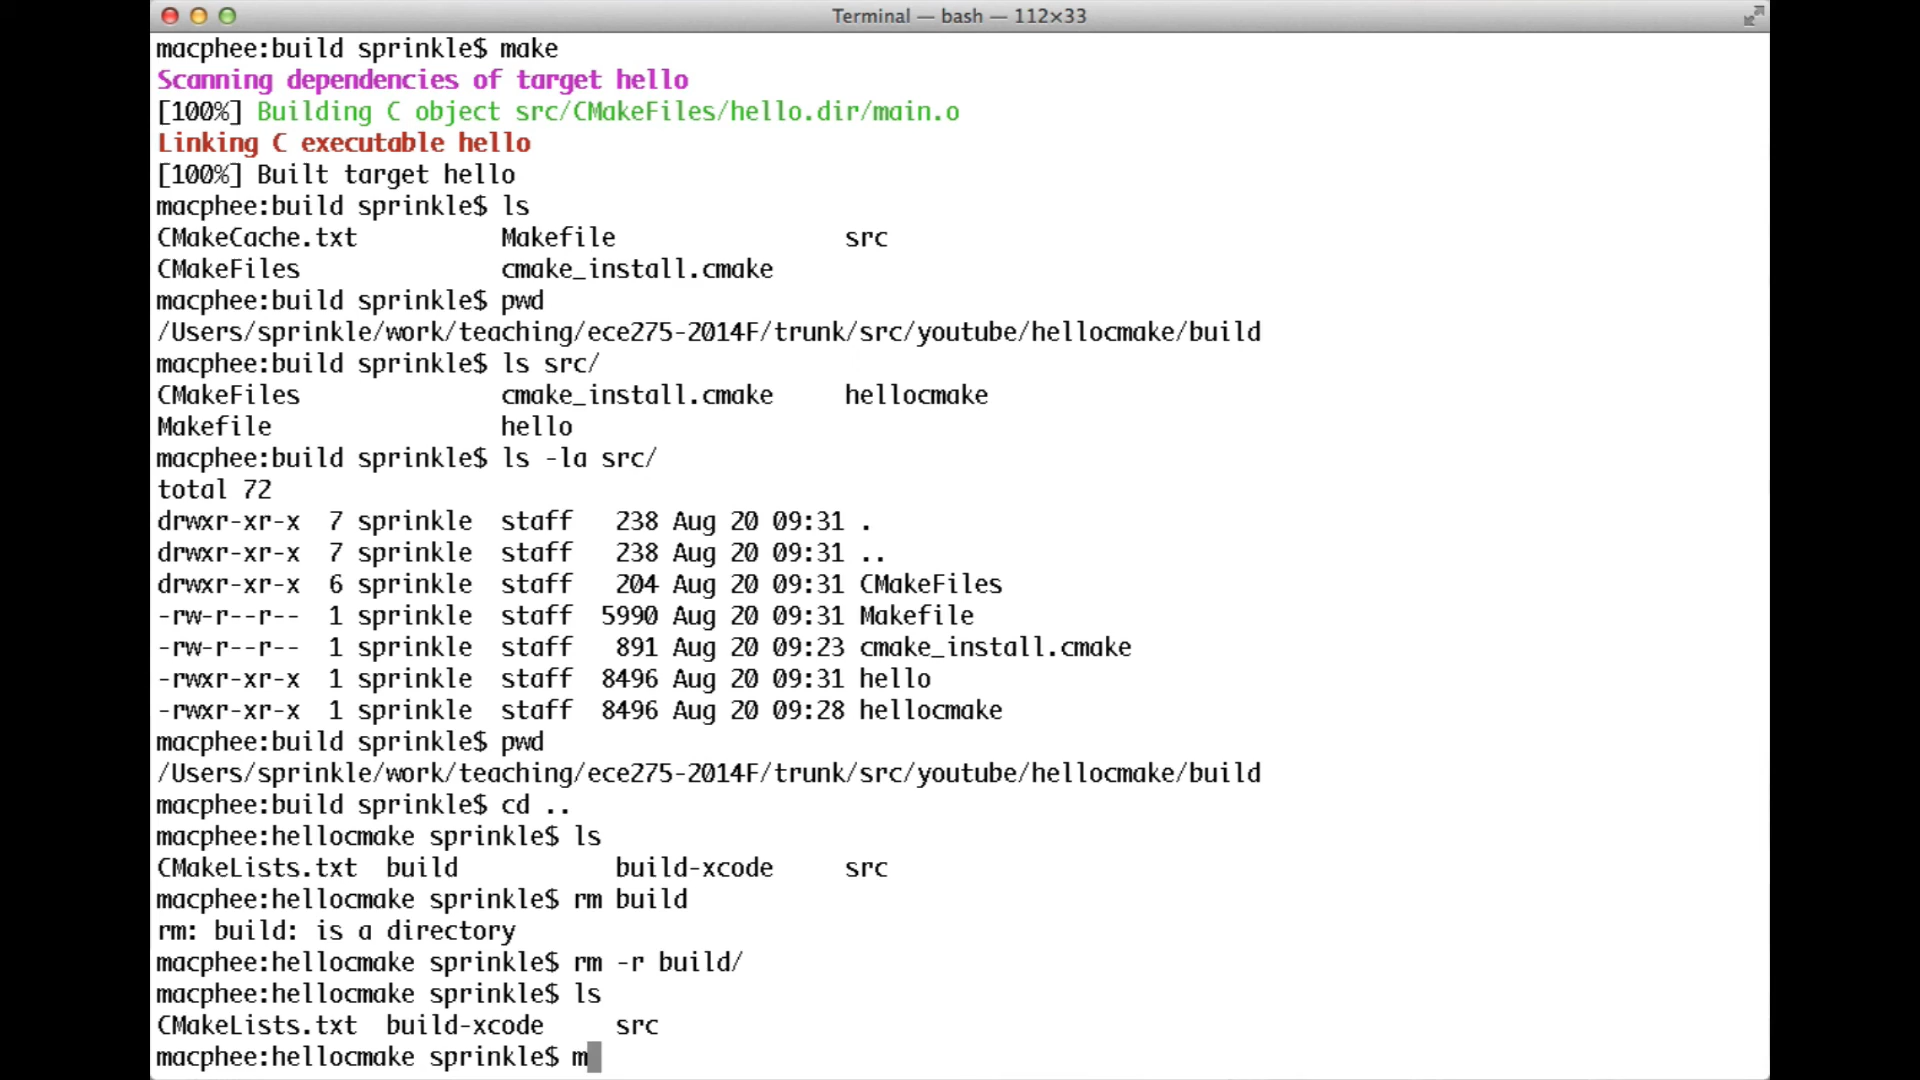 Terminal — bash — 112×33
macphee:build sprinkle$ make
Scanning dependencies of target hello
[100%] Building C object src/CMakeFiles/hello.dir/main.o
Linking C executable hello
[100%] Built target hello
macphee:build sprinkle$ ls
CMakeCache.txt          Makefile                src
CMakeFiles              cmake_install.cmake
macphee:build sprinkle$ pwd
/Users/sprinkle/work/teaching/ece275-2014F/trunk/src/youtube/hellocmake/build
macphee:build sprinkle$ ls src/
CMakeFiles              cmake_install.cmake     hellocmake
Makefile                hello
macphee:build sprinkle$ ls -la src/
total 72
drwxr-xr-x  7 sprinkle  staff   238 Aug 20 09:31 .
drwxr-xr-x  7 sprinkle  staff   238 Aug 20 09:31 ..
drwxr-xr-x  6 sprinkle  staff   204 Aug 20 09:31 CMakeFiles
-rw-r--r--  1 sprinkle  staff  5990 Aug 20 09:31 Makefile
-rw-r--r--  1 sprinkle  staff   891 Aug 20 09:23 cmake_install.cmake
-rwxr-xr-x  1 sprinkle  staff  8496 Aug 20 09:31 hello
-rwxr-xr-x  1 sprinkle  staff  8496 Aug 20 09:28 hellocmake
macphee:build sprinkle$ pwd
/Users/sprinkle/work/teaching/ece275-2014F/trunk/src/youtube/hellocmake/build
macphee:build sprinkle$ cd ..
macphee:hellocmake sprinkle$ ls
CMakeLists.txt  build           build-xcode     src
macphee:hellocmake sprinkle$ rm build
rm: build: is a directory
macphee:hellocmake sprinkle$ rm -r build/
macphee:hellocmake sprinkle$ ls
CMakeLists.txt  build-xcode     src
macphee:hellocmake sprinkle$ m